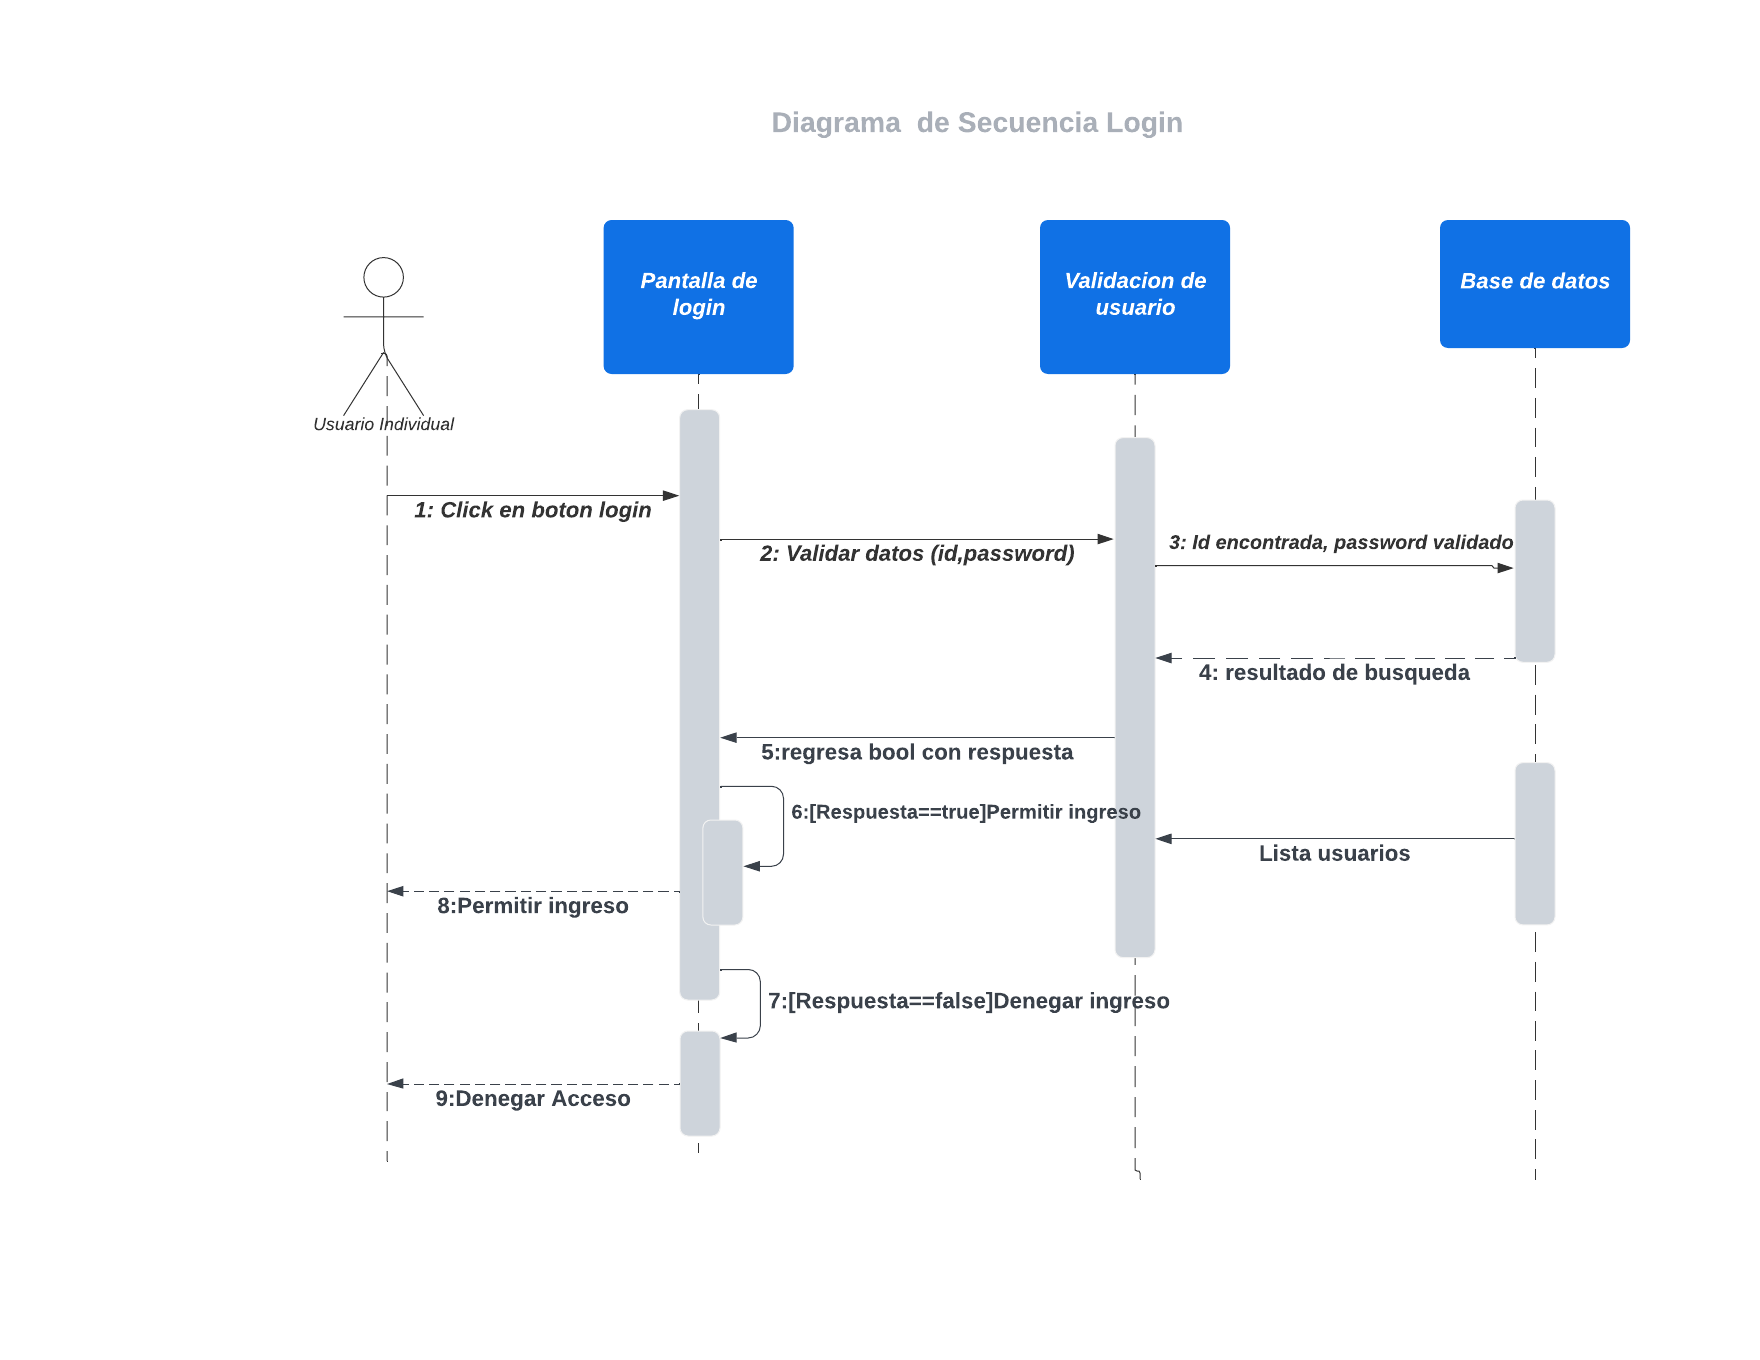 Diagrama  de Secuencia Login
Pantalla de
login
Validacion de
usuario
Base de datos
Usuario Individual
1: Click en boton login
2: Validar datos (id,password)
3: Id encontrada, password validado
4: resultado de busqueda
5:regresa bool con respuesta
6:[Respuesta==true]Permitir ingreso
Lista usuarios
8:Permitir ingreso
7:[Respuesta==false]Denegar ingreso
9:Denegar Acceso